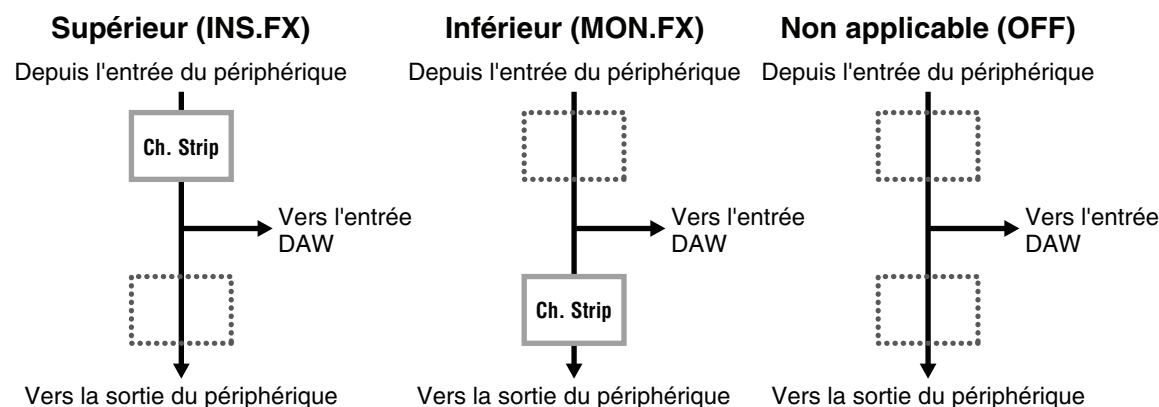 Supérieur (INS.FX)
Depuis l'entrée du périphérique
Ch. Strip
Vers l'entrée
DAW
Vers la sortie du périphérique
Inférieur (MON.FX)
Depuis l'entrée du périphérique
Vers l'entrée
DAW
Ch. Strip
Vers la sortie du périphérique
Non applicable (OFF)
Depuis l'entrée du périphérique
Vers l'entrée
DAW
Vers la sortie du périphérique